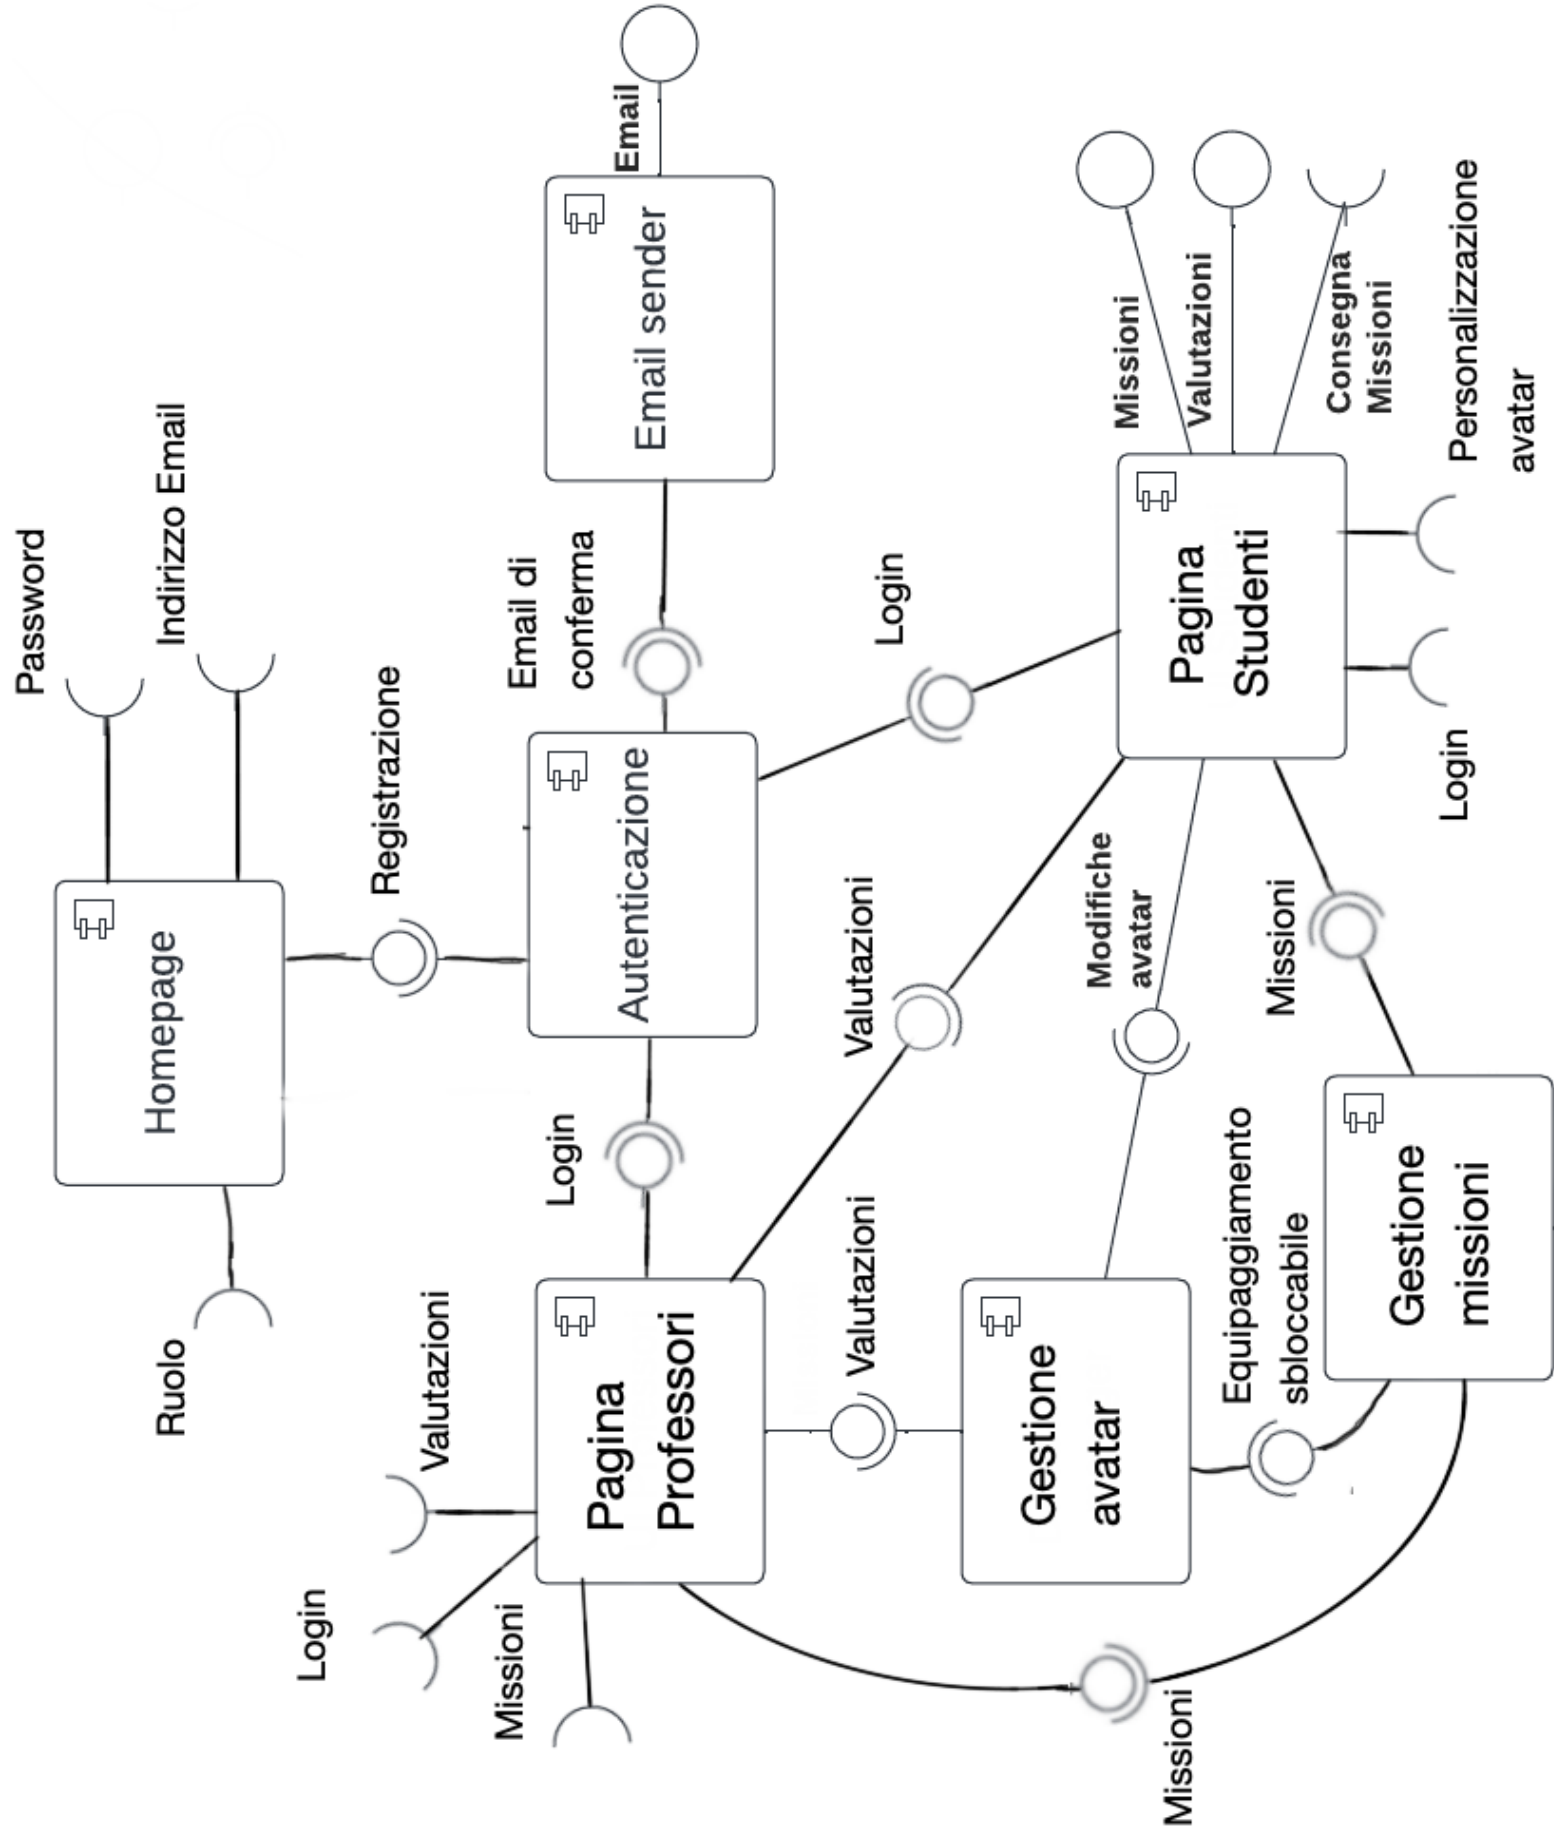 Password
Ruolo
Homepage
Indirizzo Email
Login
Registrazione
Valutazioni
Missioni
Login
Email di
conferma
Pagina
Professori
Autenticazione
Email
Email sender
Valutazioni
Valutazioni
Login
Gestione
avatar
Modifiche
avatar
Missioni
Missioni
Pagina
Studenti
Valutazioni
Equipaggiamento
sbloccabile
Missioni
Consegna
Missioni
Gestione
missioni
Login
Personalizzazione
avatar